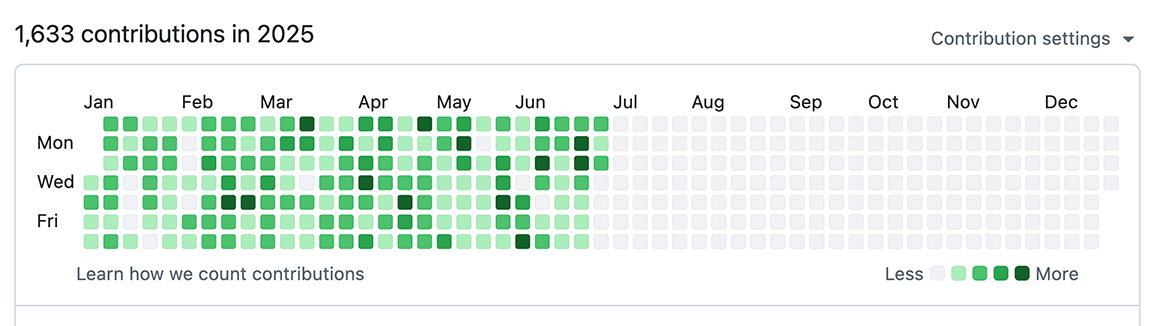 1,633 contributions in 2025
Contribution settings
Jan Feb Mar Apr May Jun Jul Aug Sep Oct Nov Dec
Mon
Wed
Fri
Learn how we count contributions
Less More